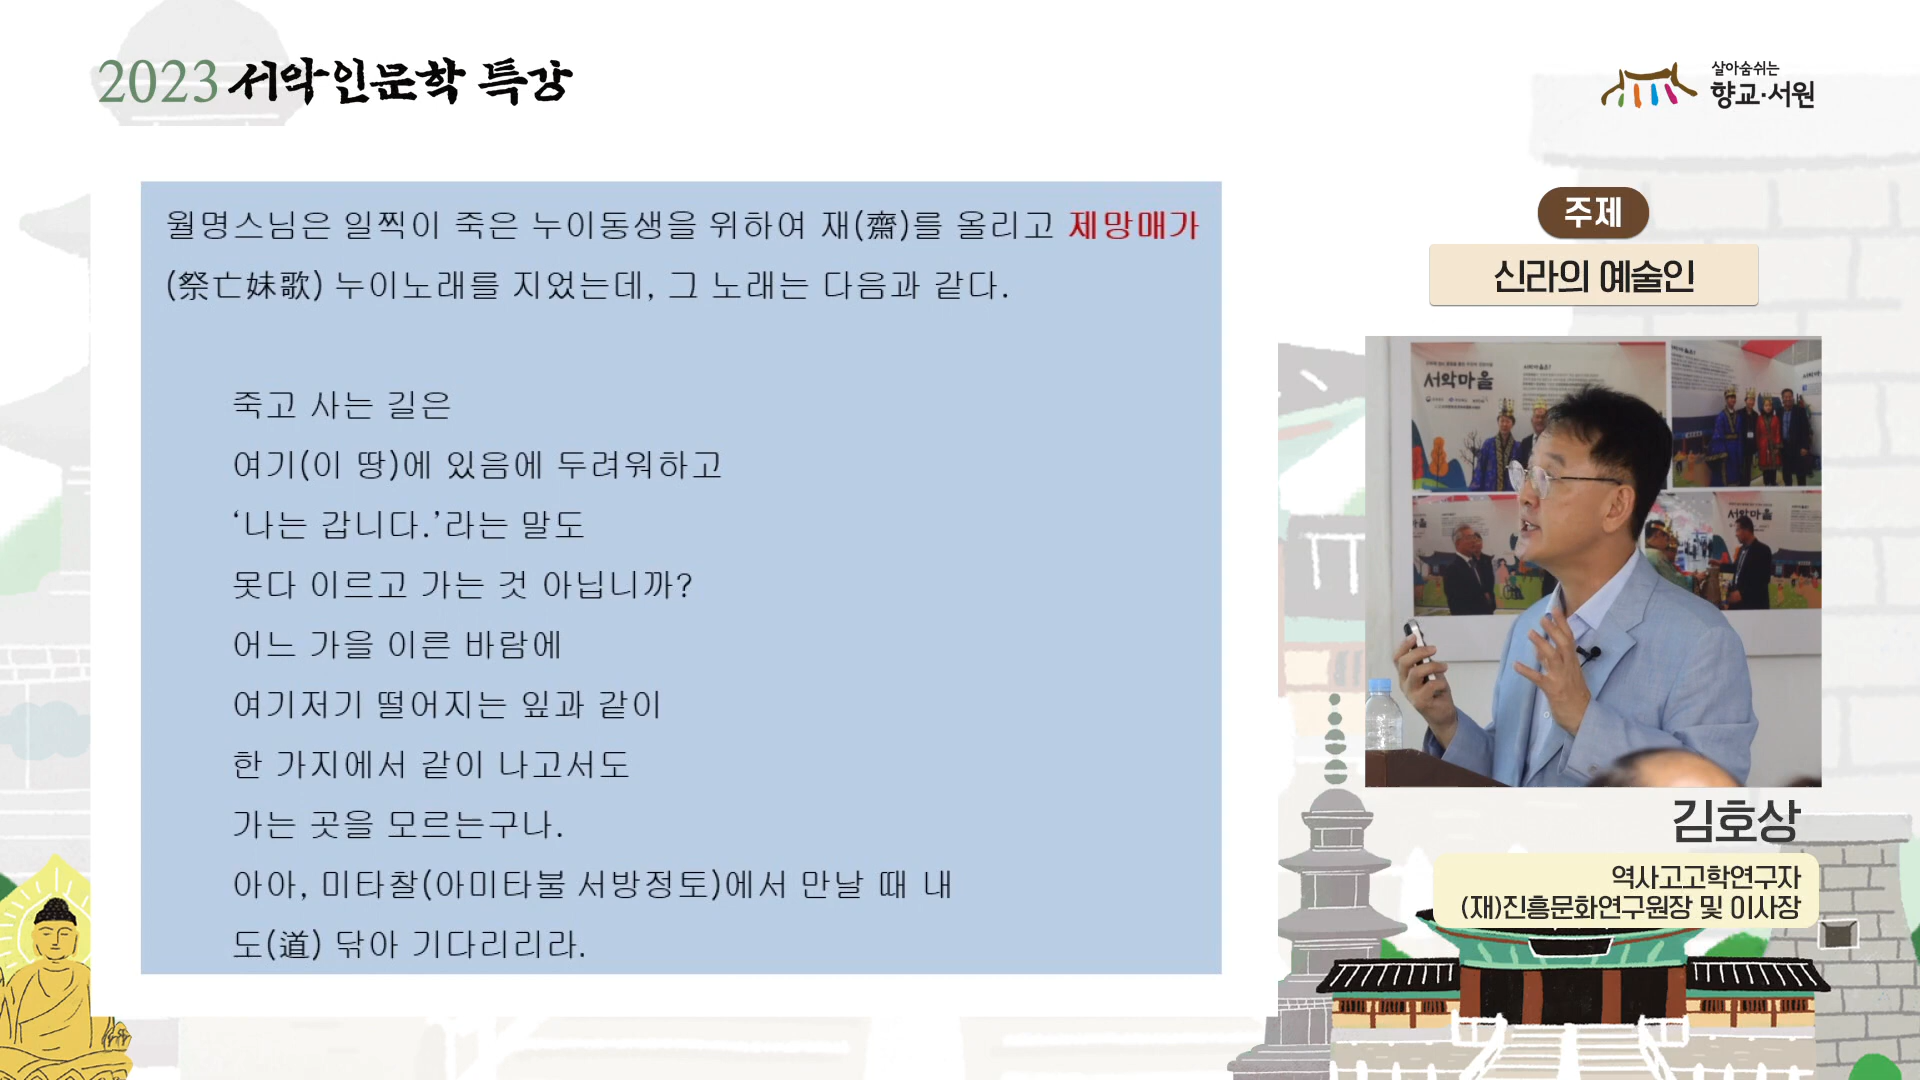 2023 서악인문학 특강
살아숨쉬는
향교·서원
월명스님은 일찍이 죽은 누이동생을 위하여 재(齋)를 올리고 제망매가
(祭亡妹歌) 누이노래를 지었는데, 그 노래는 다음과 같다.
죽고 사는 길은
여기(이 땅)에 있음에 두려워하고
‘나는 갑니다.’라는 말도
못다 이르고 가는 것 아닙니까?
어느 가을 이른 바람에
여기저기 떨어지는 잎과 같이
한 가지에서 같이 나고서도
가는 곳을 모르는구나.
아아, 미타찰(아미타불 서방정토)에서 만날 때 내
도(道) 닦아 기다리리라.
주제
신라의 예술인
서악마을
서악마을
서악마을
김호상
역사고고학연구자
(재)진흥문화연구원장 및 이사장